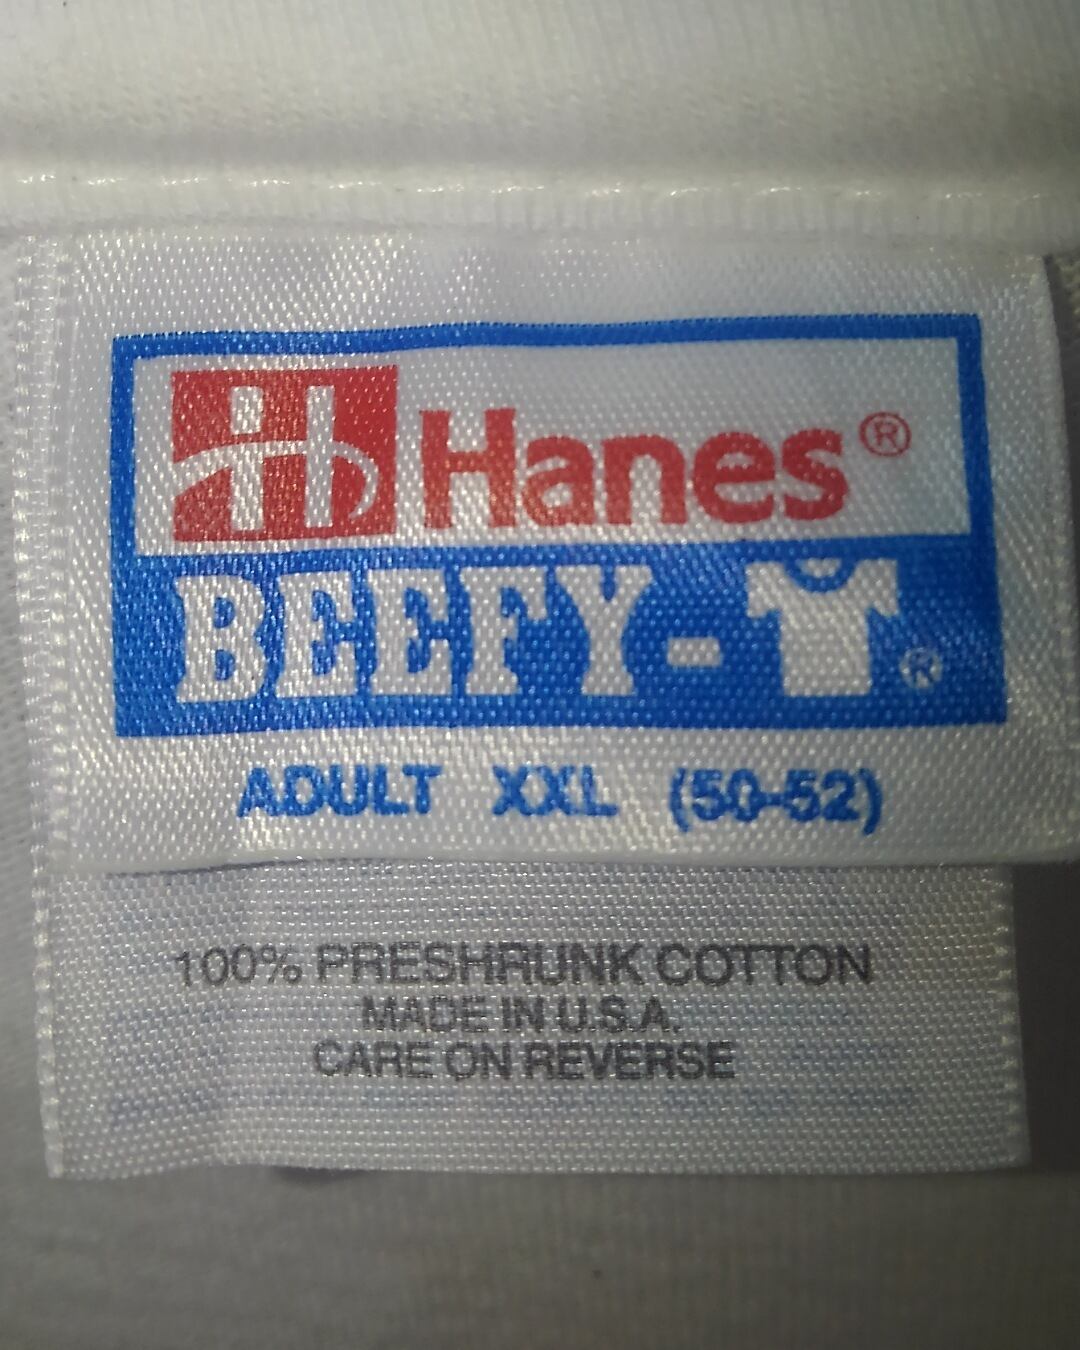 Hanes®
BEEFY-T®
ADULT XXL (50-52)
100% PRESHRUNK COTTON
MADE IN U.S.A.
CARE ON REVERSE